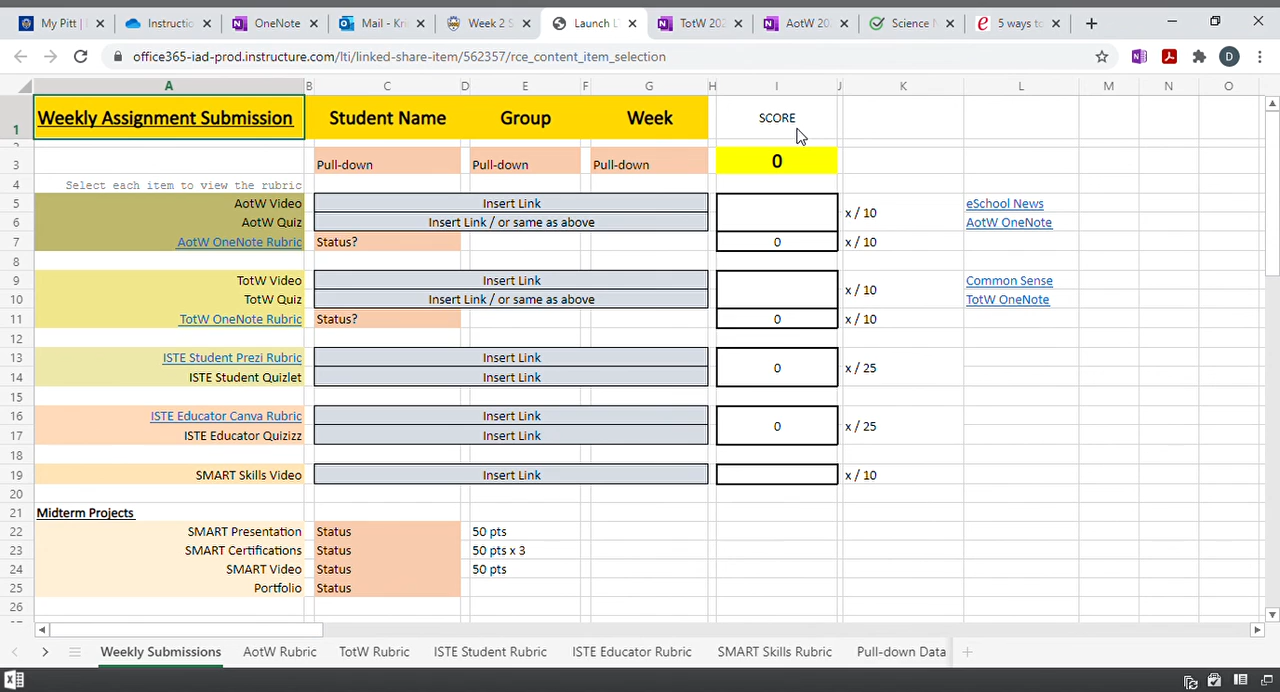 My Pitt
Instructio
OneNote
Mail - Kri
Week 2 S
Launch LT
TotW 202
AotW 202
Science N
5 ways to
office365-iad-prod.instructure.com/lti/linked-share-item/562357/rce_content_item_selection
D
A B C D E F G H I J K L M N O
1 Weekly Assignment Submission Student Name Group Week SCORE
3 Pull-down Pull-down Pull-down 0
4 Select each item to view the rubric
5 AotW Video Insert Link eSchool News
6 AotW Quiz Insert Link / or same as above x / 10 AotW OneNote
7 AotW OneNote Rubric Status? 0 x / 10
8
9 TotW Video Insert Link Common Sense
10 TotW Quiz Insert Link / or same as above x / 10 TotW OneNote
11 TotW OneNote Rubric Status? 0 x / 10
12
13 ISTE Student Prezi Rubric Insert Link 0 x / 25
14 ISTE Student Quizlet Insert Link
15
16 ISTE Educator Canva Rubric Insert Link 0 x / 25
17 ISTE Educator Quizizz Insert Link
18
19 SMART Skills Video Insert Link x / 10
20
21 Midterm Projects
22 SMART Presentation Status 50 pts
23 SMART Certifications Status 50 pts x 3
24 SMART Video Status 50 pts
25 Portfolio Status
26
Weekly Submissions AotW Rubric TotW Rubric ISTE Student Rubric ISTE Educator Rubric SMART Skills Rubric Pull-down Data